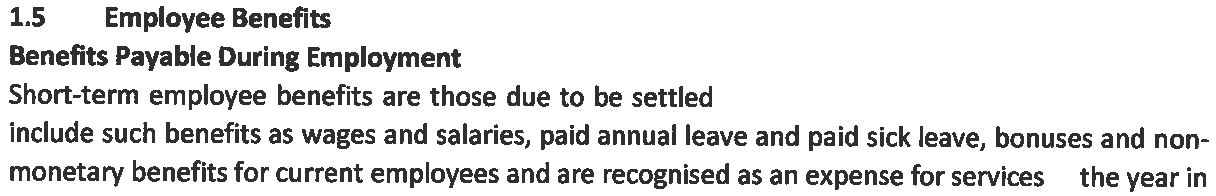 1.5 Employee Benefits
Benefits Payable During Employment
Short-term employee benefits are those due to be settled
include such benefits as wages and salaries, paid annual leave and paid sick leave, bonuses and non-
monetary benefits for current employees and are recognised as an expense for services the year in